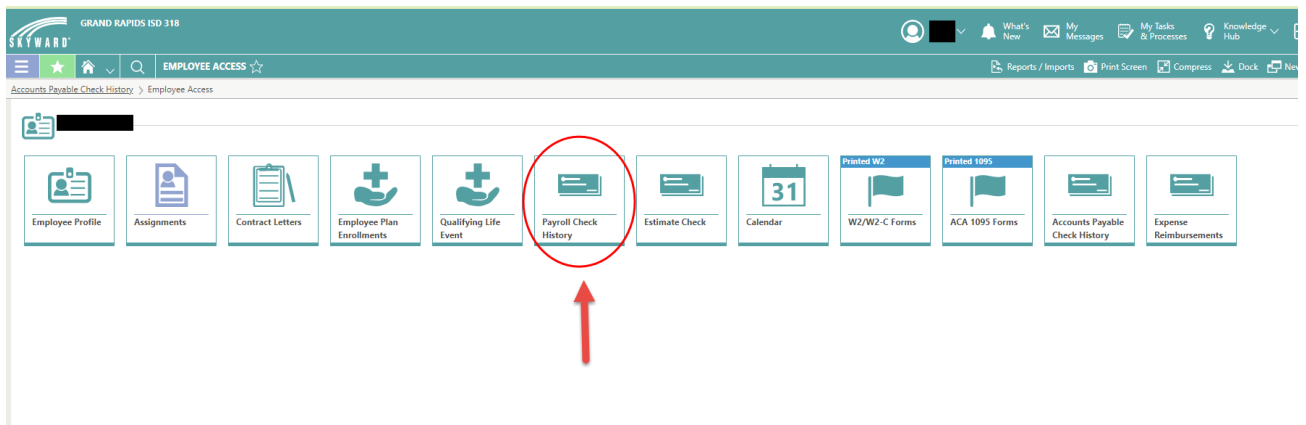 GRAND RAPIDS ISD 318
SKYWARD
What's New
My Messages
My Tasks & Processes
Knowledge Hub
EMPLOYEE ACCESS
Reports / Imports
Print Screen
Compress
Dock
New
Accounts Payable Check History > Employee Access
Employee Profile
Assignments
Contract Letters
Employee Plan
Enrollments
Qualifying Life
Event
Payroll Check
History
Estimate Check
31
Calendar
Printed W2
W2/W2-C Forms
Printed 1095
ACA 1095 Forms
Accounts Payable
Check History
Expense
Reimbursements